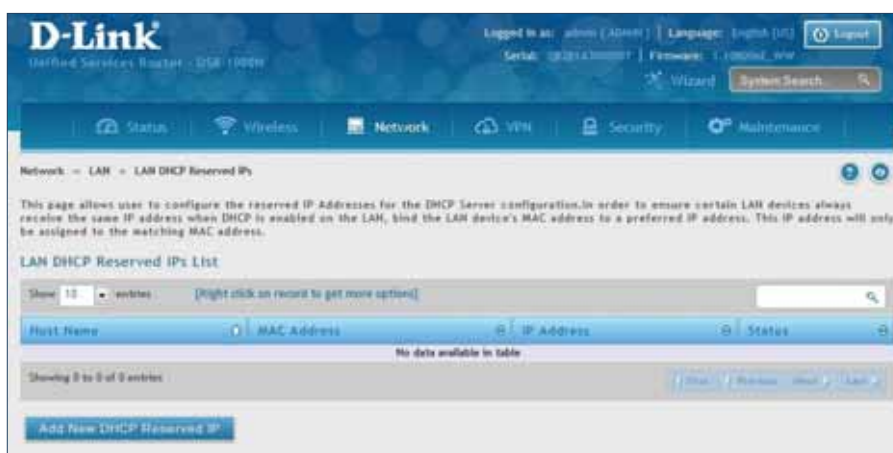 D-Link
Logged in as: admin ( ADMIN ) | Language: English [US]
Logout
Unified Services Router - DSR-1000N
Serial: | Firmware:
Wizard
System Search...
Status
Wireless
Network
VPN
Security
Maintenance
Network » LAN » LAN DHCP Reserved IPs
This page allows user to configure the reserved IP Addresses for the DHCP Server configuration.In order to ensure certain LAN devices always
receive the same IP address when DHCP is enabled on the LAN, bind the LAN device's MAC address to a preferred IP address. This IP address will only
be assigned to the matching MAC address.
LAN DHCP Reserved IPs List
Show 10 entries [Right click on record to get more options]
Host Name MAC Address IP Address Status
No data available in table
Showing 0 to 0 of 0 entries
First Previous Next Last
Add New DHCP Reserved IP